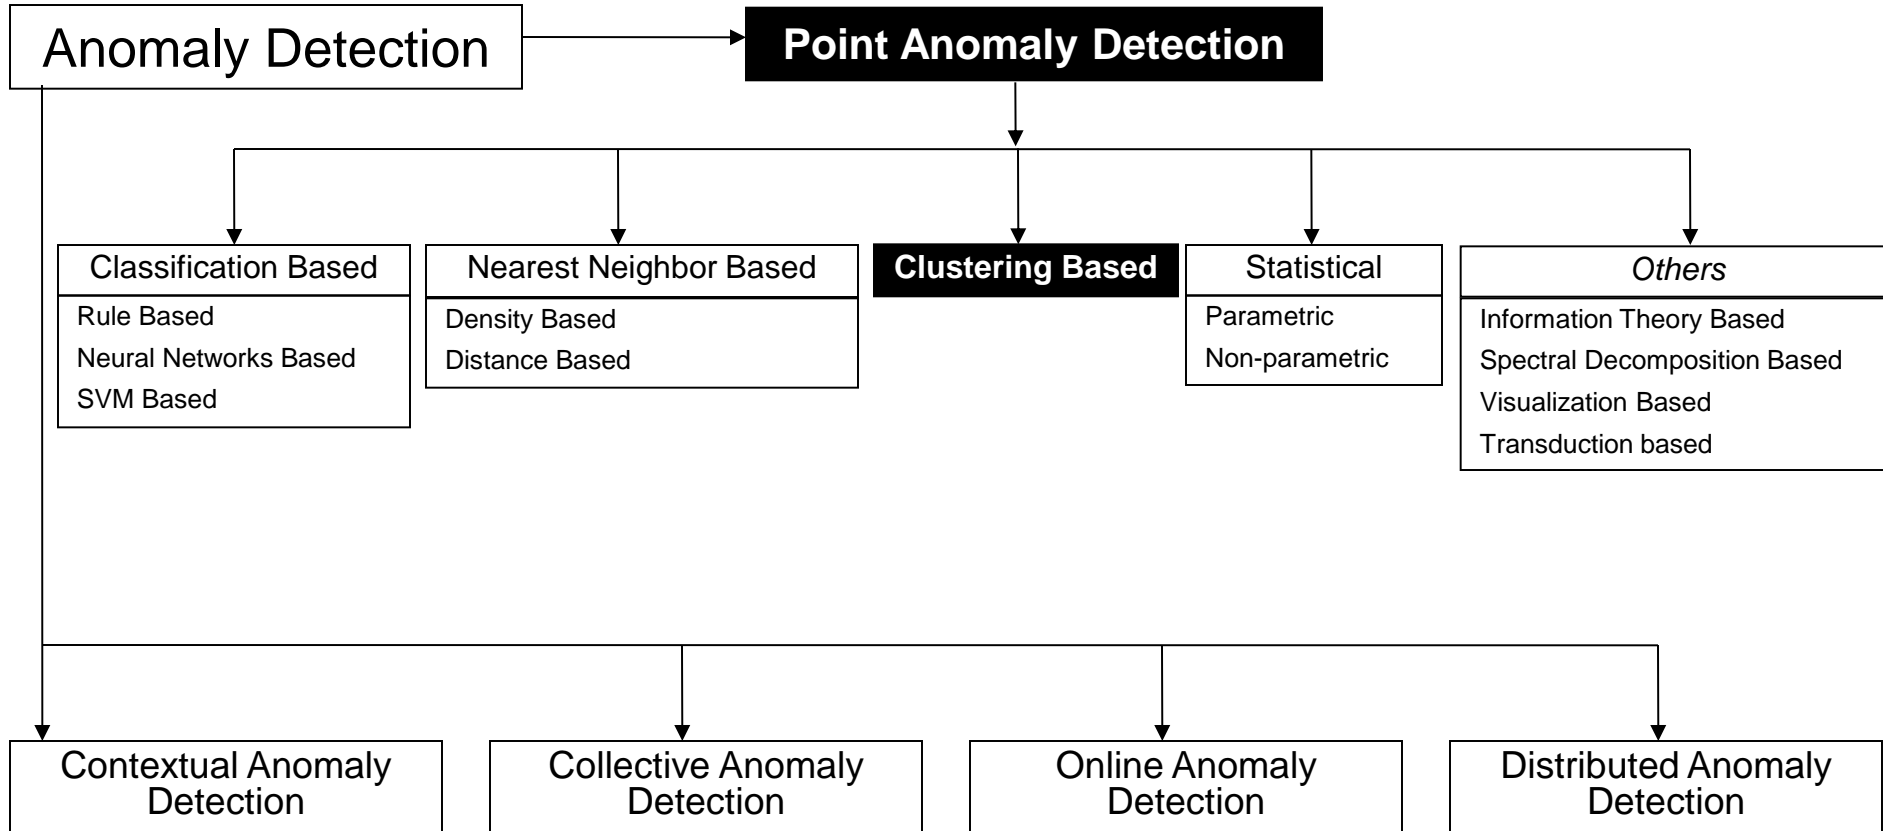 Anomaly Detection
Point Anomaly Detection
Classification Based
Rule Based
Neural Networks Based
SVM Based
Nearest Neighbor Based
Density Based
Distance Based
Clustering Based
Statistical
Parametric
Non-parametric
Others
Information Theory Based
Spectral Decomposition Based
Visualization Based
Transduction based
Contextual Anomaly
Detection
Collective Anomaly
Detection
Online Anomaly
Detection
Distributed Anomaly
Detection